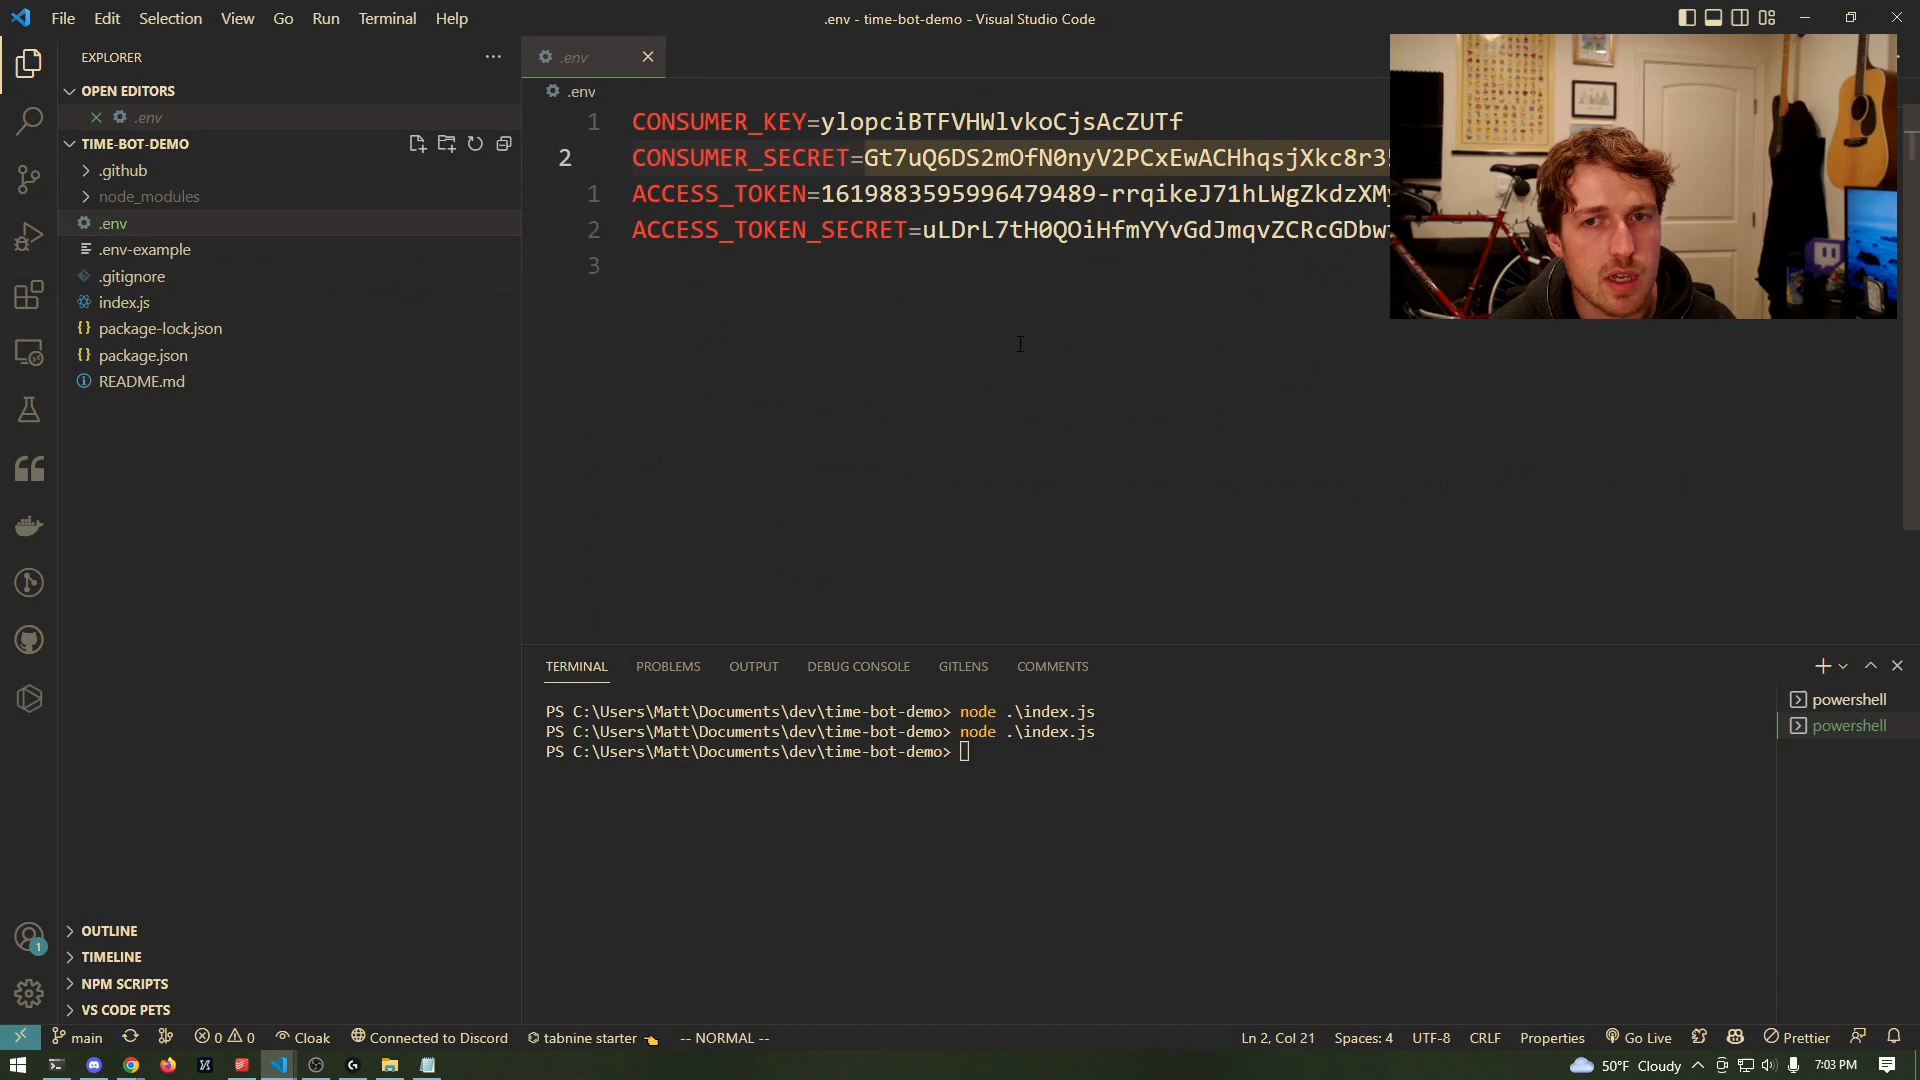 File Edit Selection View Go Run Terminal Help
.env - time-bot-demo - Visual Studio Code
EXPLORER
OPEN EDITORS
.env
TIME-BOT-DEMO
.github
node_modules
.env
.env-example
.gitignore
index.js
package-lock.json
package.json
README.md
OUTLINE
TIMELINE
NPM SCRIPTS
VS CODE PETS
.env
.env
1 CONSUMER_KEY=ylopciBTFVHWlvkoCjsAcZUTf
2 CONSUMER_SECRET=Gt7uQ6DS2mOfN0nyV2PCxEwACHhqsjXkc8r35
1 ACCESS_TOKEN=1619883595996479489-rrqikeJ71hLWgZkdzXMy
2 ACCESS_TOKEN_SECRET=uLDrL7tH0QOiHfmYYvGdJmqvZCRcGDbw
3
TERMINAL PROBLEMS OUTPUT DEBUG CONSOLE GITLENS COMMENTS
PS C:\Users\Matt\Documents\dev\time-bot-demo> node .\index.js
PS C:\Users\Matt\Documents\dev\time-bot-demo> node .\index.js
PS C:\Users\Matt\Documents\dev\time-bot-demo>
powershell
powershell
1
main 0 0 Cloak Connected to Discord tabnine starter -- NORMAL -- Ln 2, Col 21 Spaces: 4 UTF-8 CRLF Properties Go Live Prettier
50°F Cloudy 7:03 PM